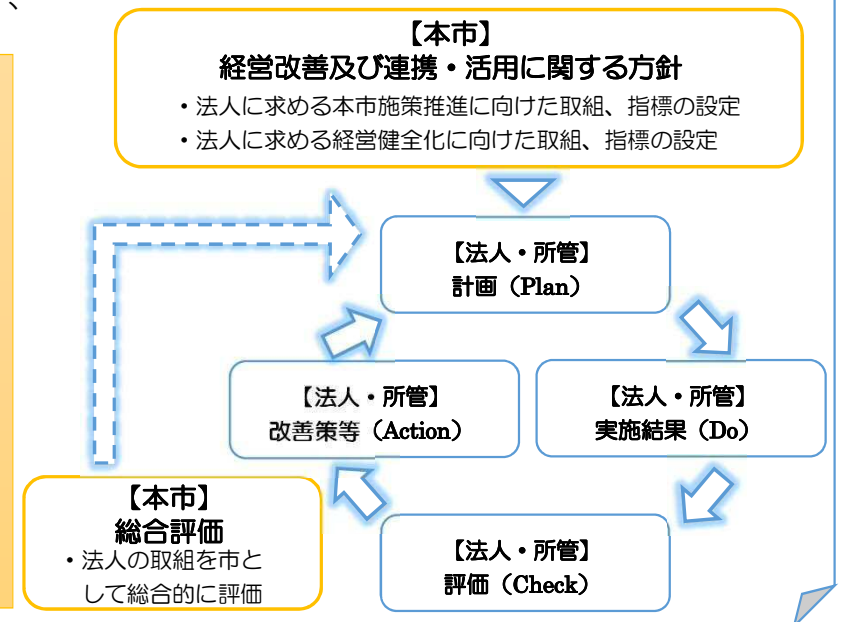 、
【本市】
経営改善及び連携・活用に関する方針
・法人に求める本市施策推進に向けた取組、指標の設定
・法人に求める経営健全化に向けた取組、指標の設定
【法人・所管】
計画（Plan）
【法人・所管】
改善策等（Action）
【法人・所管】
実施結果（Do）
【本市】
総合評価
・法人の取組を市と
して総合的に評価
【法人・所管】
評価（Check）